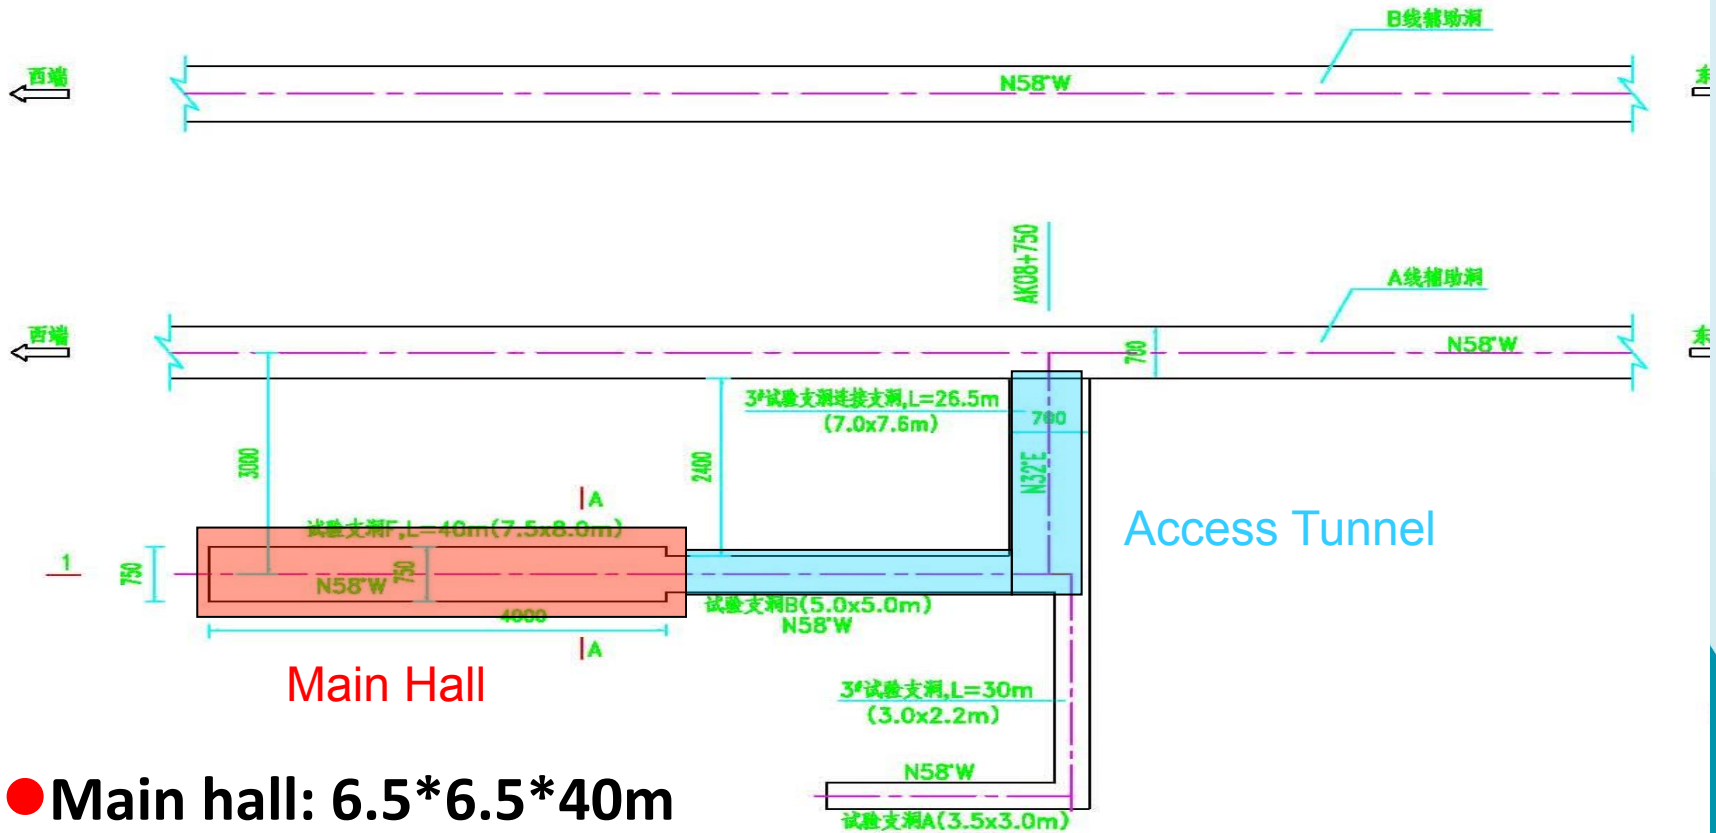 B线辅助洞
西端
N58°W
东
AK08+750
A线辅助洞
西端
700
N58°W
东
3#试验支洞连接支洞,L=26.5m
(7.0x7.6m)
700
3000
2400
N32°E
A
试验支洞F,L=40m(7.5x8.0m)
Access Tunnel
1
750
N58°W
750
试验支洞B(5.0x5.0m)
N58°W
4000
A
Main Hall
3#试验支洞,L=30m
(3.0x2.2m)
N58°W
Main hall: 6.5*6.5*40m
试验支洞A(3.5x3.0m)